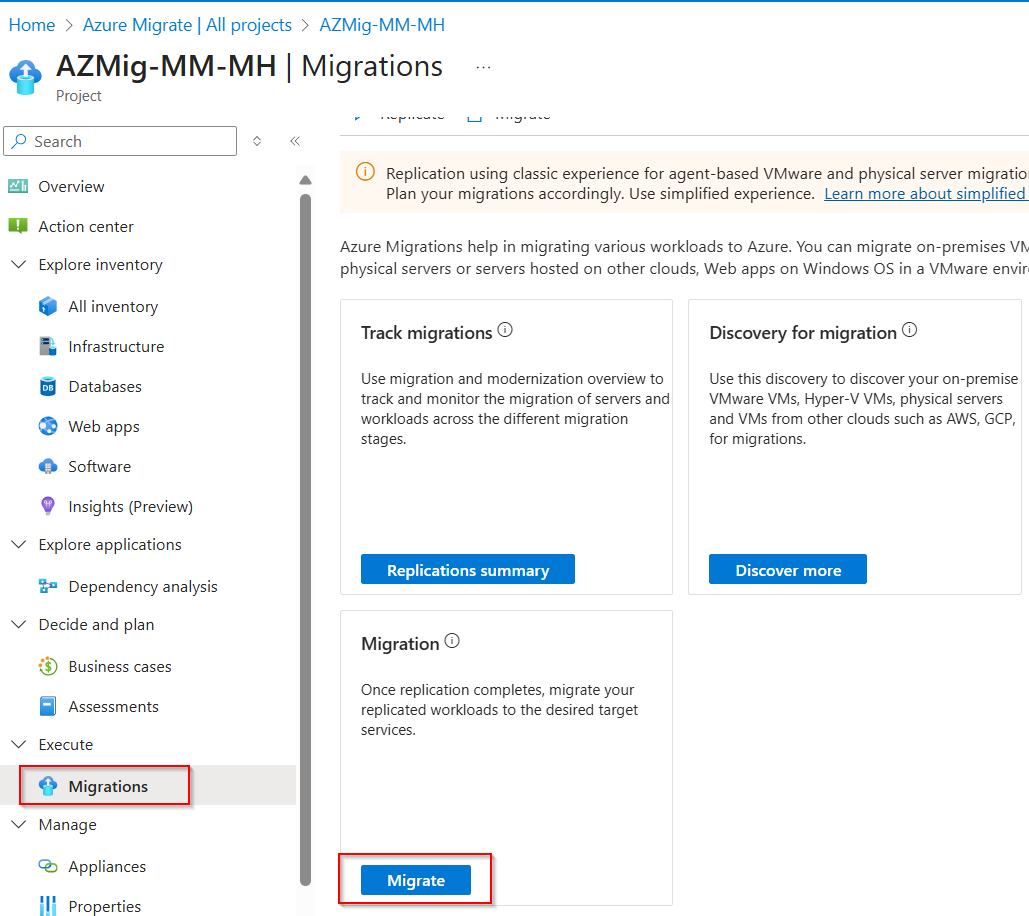 Home > Azure Migrate | All projects > AZMig-MM-MH
AZMig-MM-MH | Migrations ...
Project
Search
Overview
Action center
Explore inventory
All inventory
Infrastructure
Databases
Web apps
Software
Insights (Preview)
Explore applications
Dependency analysis
Decide and plan
Business cases
Assessments
Execute
Migrations
Manage
Appliances
Properties
Replicate Migrate
Replication using classic experience for agent-based VMware and physical server migratio
Plan your migrations accordingly. Use simplified experience. Learn more about simplified
Azure Migrations help in migrating various workloads to Azure. You can migrate on-premises VM
physical servers or servers hosted on other clouds, Web apps on Windows OS in a VMware envir
Track migrations
Use migration and modernization overview to
track and monitor the migration of servers and
workloads across the different migration
stages.
Replications summary
Discovery for migration
Use this discovery to discover your on-premise
VMware VMs, Hyper-V VMs, physical servers
and VMs from other clouds such as AWS, GCP,
for migrations.
Discover more
Migration
Once replication completes, migrate your
replicated workloads to the desired target
services.
Migrate